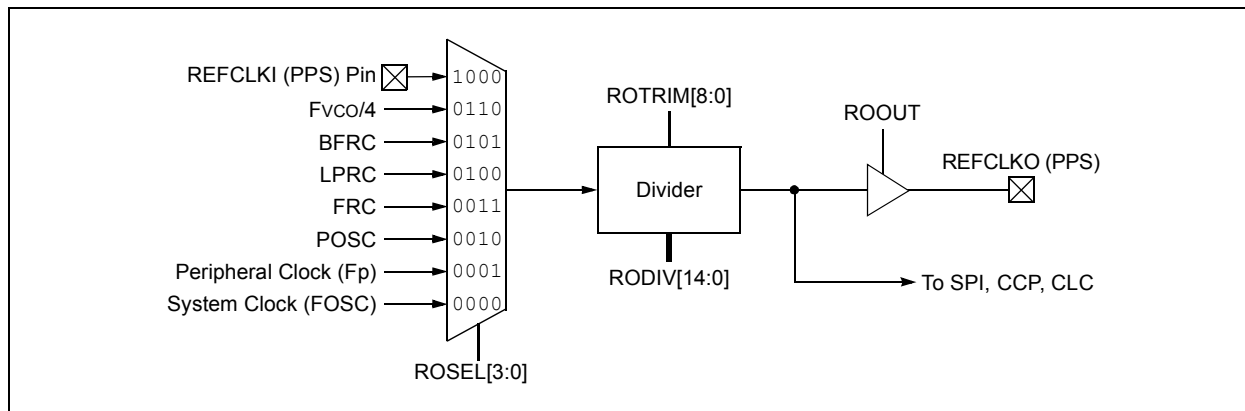 REFCLKI (PPS) Pin 1000
FVCO/4 0110
BFRC 0101
LPRC 0100
FRC 0011
POSC 0010
Peripheral Clock (Fp) 0001
System Clock (FOSC) 0000
ROSEL[3:0]
ROTRIM[8:0]
Divider
RODIV[14:0]
ROOUT
REFCLKO (PPS)
To SPI, CCP, CLC